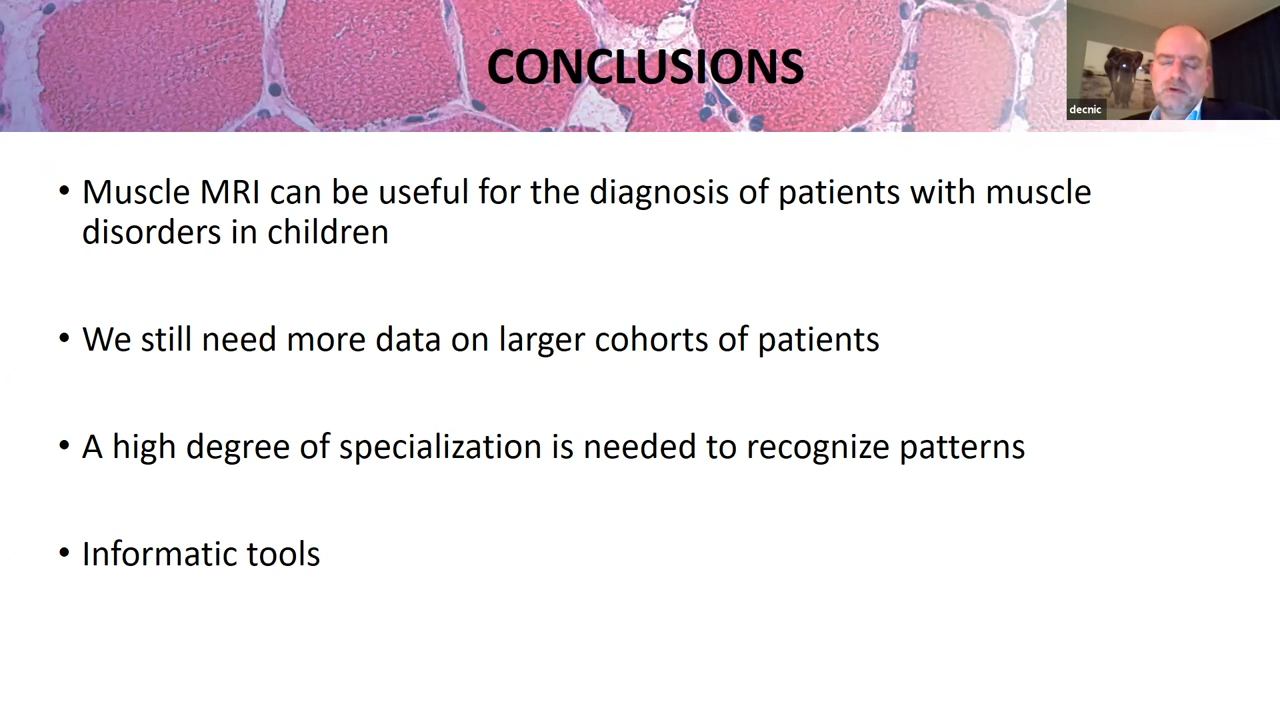 CONCLUSIONS
decnic
• Muscle MRI can be useful for the diagnosis of patients with muscle
disorders in children
• We still need more data on larger cohorts of patients
• A high degree of specialization is needed to recognize patterns
• Informatic tools